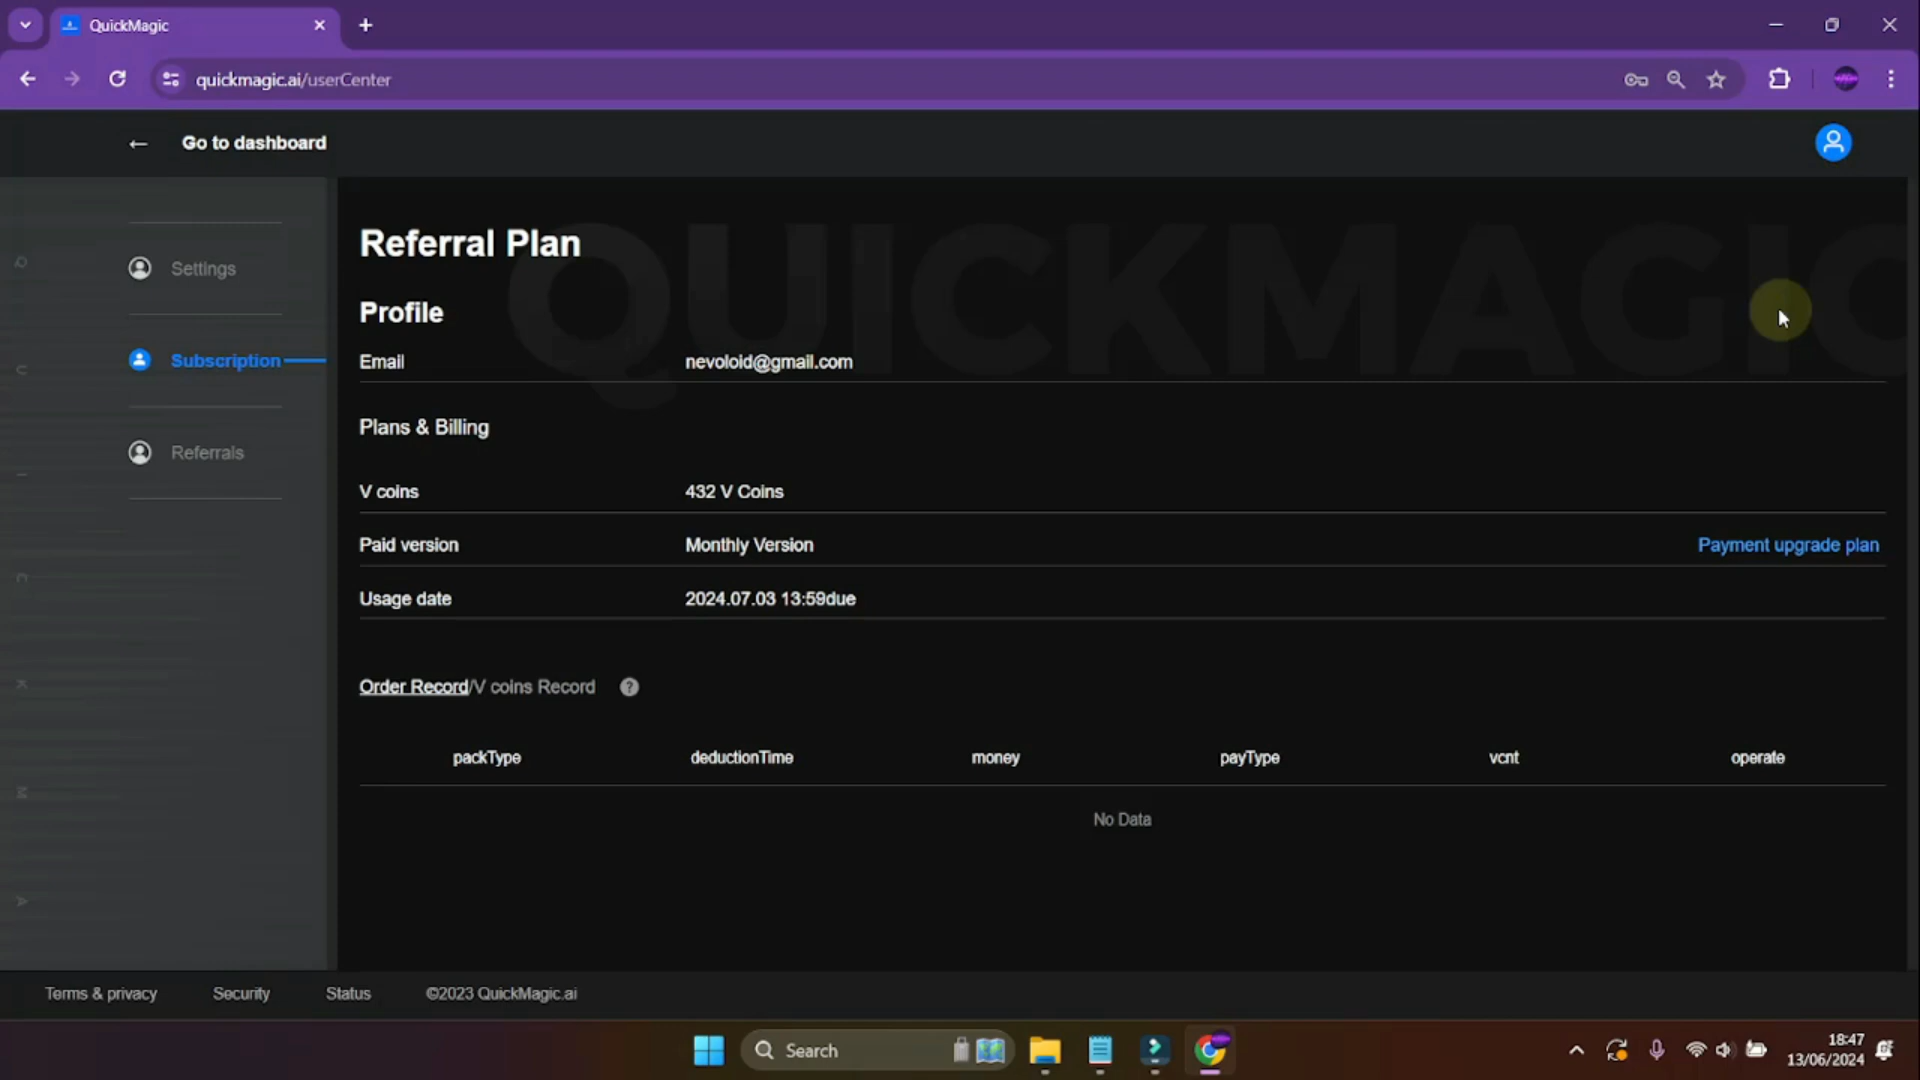 QuickMagic
quickmagic.ai/userCenter
Go to dashboard
QUICKMAGIC
Referral Plan
Settings
Profile
Subscription
Email nevoloid@gmail.com
Plans & Billing
Referrals
V coins 432 V Coins
Paid version Monthly Version Payment upgrade plan
Usage date 2024.07.03 13:59due
Order Record/V coins Record ?
packType deductionTime money payType vcnt operate
No Data
Q
U
I
C
K
M
A
Terms & privacy Security Status ©2023 QuickMagic.ai
Search
18:47
13/06/2024